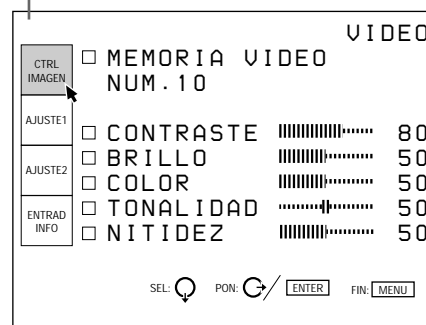 VIDEO
CTRL
IMAGEN
MEMORIA VIDEO
NUM.10
AJUSTE1
CONTRASTE 80
BRILLO 50
AJUSTE2
COLOR 50
TONALIDAD 50
ENTRAD
INFO
NITIDEZ 50
SEL: PON: / ENTER FIN: MENU